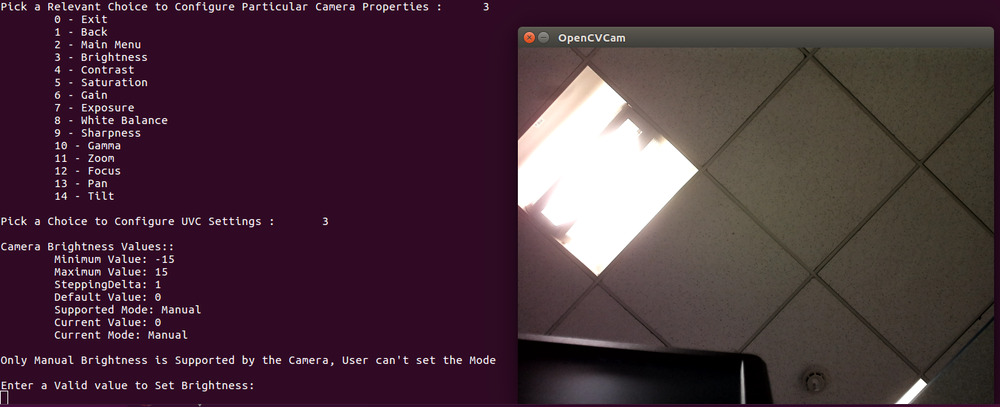 Pick a Relevant Choice to Configure Particular Camera Properties : 3
0 - Exit
1 - Back
2 - Main Menu
3 - Brightness
4 - Contrast
5 - Saturation
6 - Gain
7 - Exposure
8 - White Balance
9 - Sharpness
10 - Gamma
11 - Zoom
12 - Focus
13 - Pan
14 - Tilt
Pick a Choice to Configure UVC Settings : 3
Camera Brightness Values::
Minimum Value: -15
Maximum Value: 15
SteppingDelta: 1
Default Value: 0
Supported Mode: Manual
Current Value: 0
Current Mode: Manual
Only Manual Brightness is Supported by the Camera, User can't set the Mode
Enter a Valid value to Set Brightness:
OpenCVCam